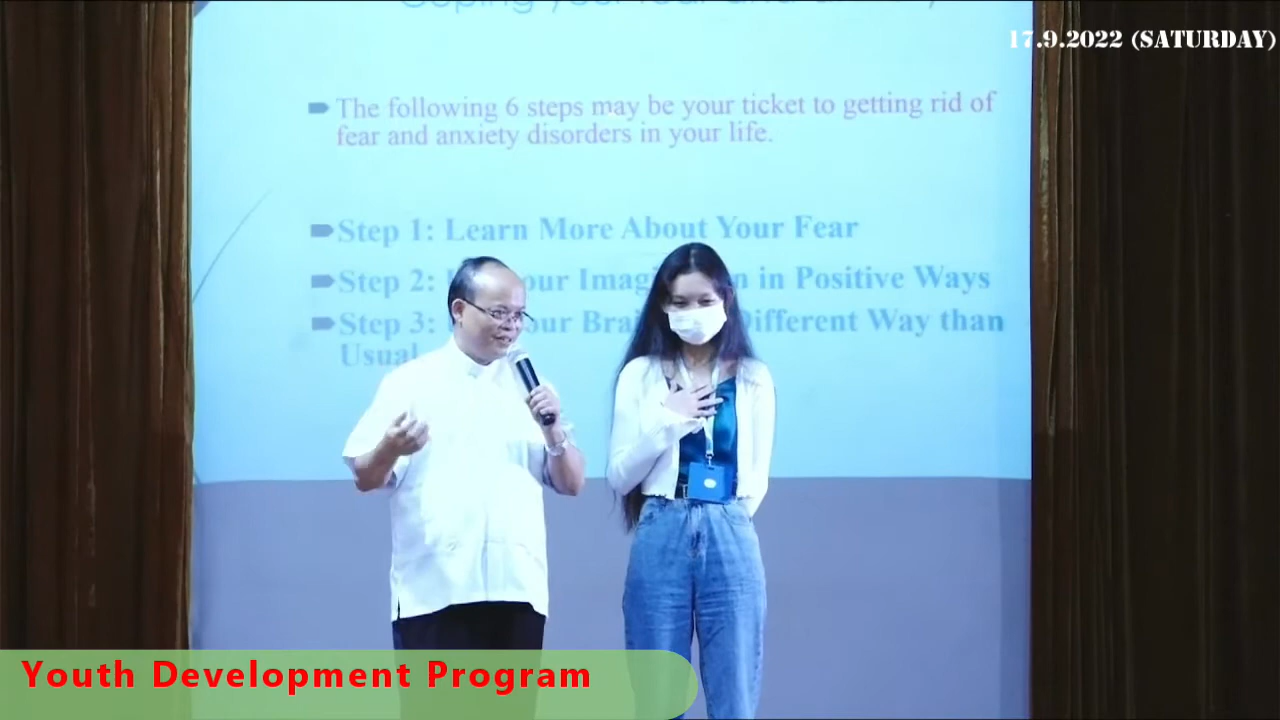 17.9.2022 (SATURDAY)
The following 6 steps may be your ticket to getting rid of
fear and anxiety disorders in your life.
Step 1: Learn More About Your Fear
Step 2: our in Positive Ways
Step 3: our Different Way than
Usual
Youth Development Program